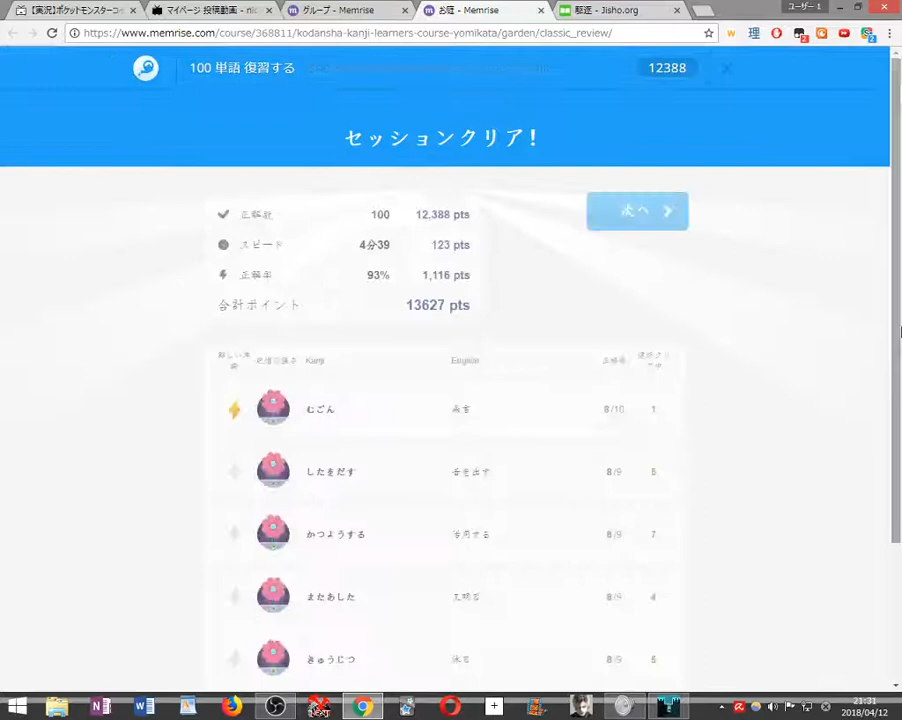 【実況】ポケットモンスターコイ
マイページ 投稿動画 - nic
グループ - Memrise
お庭 - Memrise
駆逐 - Jisho.org
ユーザー 1
https://www.memrise.com/course/368811/kodansha-kanji-learners-course-yomikata/garden/classic_review/
100 単語 復習する
12388
セッションクリア!
正解数 100 12,388 pts
次へ
スピード 4分39 123 pts
正解率 93% 1,116 pts
合計ポイント 13627 pts
Kanji English 正解率
むごん 無言 8/10 1
したをだす 舌を出す 8/9 5
かつようする 活用する 8/9 7
またあした 又明日 8/9 4
きゅうじつ 休日 8/9 5
21:31
2018/04/12